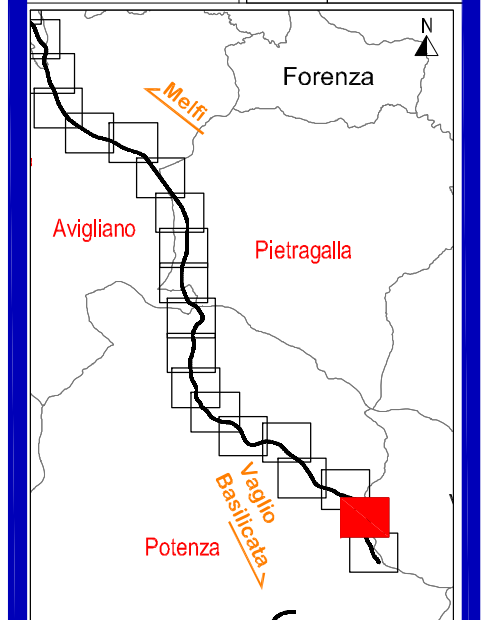 N
Forenza
Melfi
Avigliano
Pietragalla
Vaglio
Basilicata
Potenza